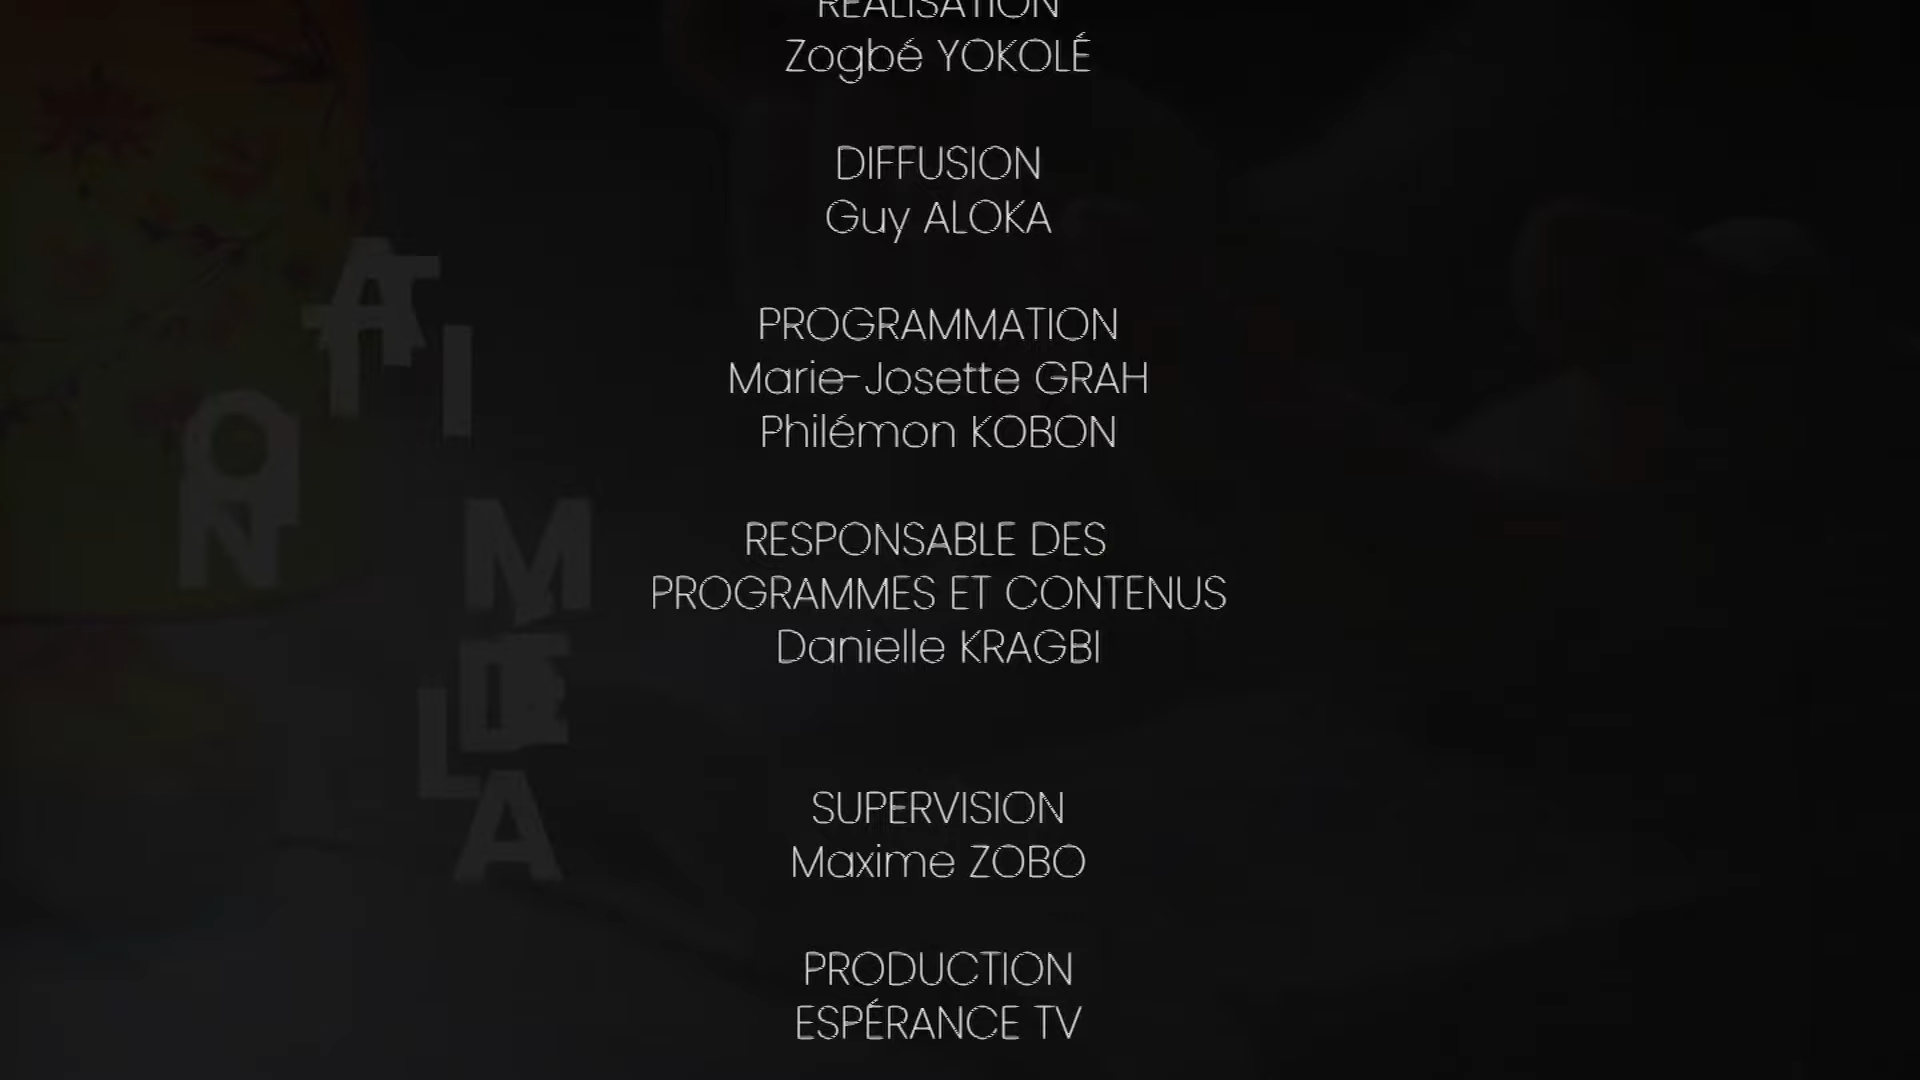 RÉALISATION
Zogbé YOKOLÉ
DIFFUSION
Guy ALOKA
PROGRAMMATION
Marie-Josette GRAH
Philémon KOBON
RESPONSABLE DES
PROGRAMMES ET CONTENUS
Danielle KRAGBI
SUPERVISION
Maxime ZOBO
PRODUCTION
ESPÉRANCE TV